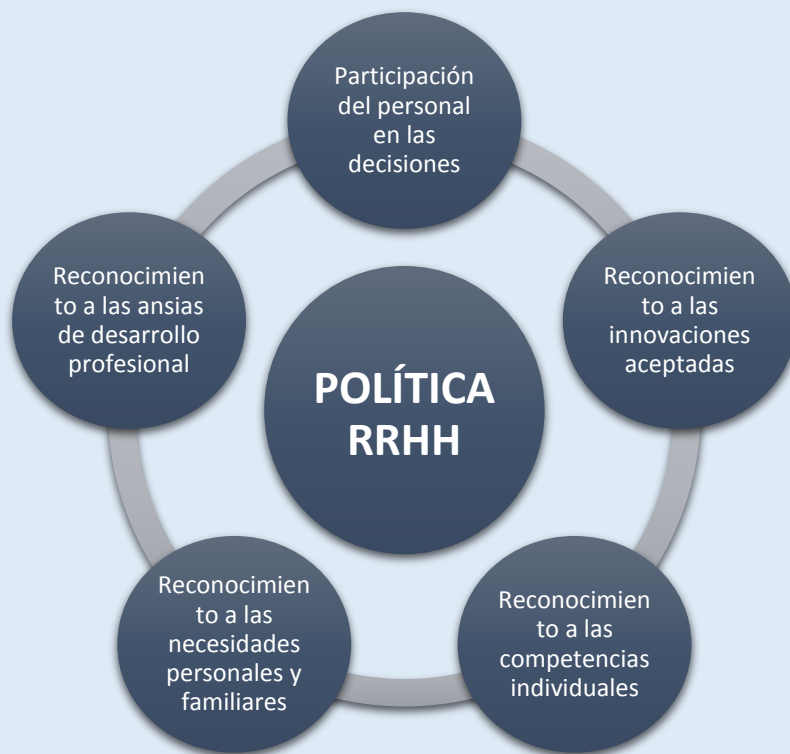 Participación
del personal
en las
decisiones
Reconocimien
to a las
innovaciones
aceptadas
Reconocimien
to a las
competencias
individuales
Reconocimien
to a las
necesidades
personales y
familiares
Reconocimien
to a las ansias
de desarrollo
profesional
POLÍTICA
RRHH